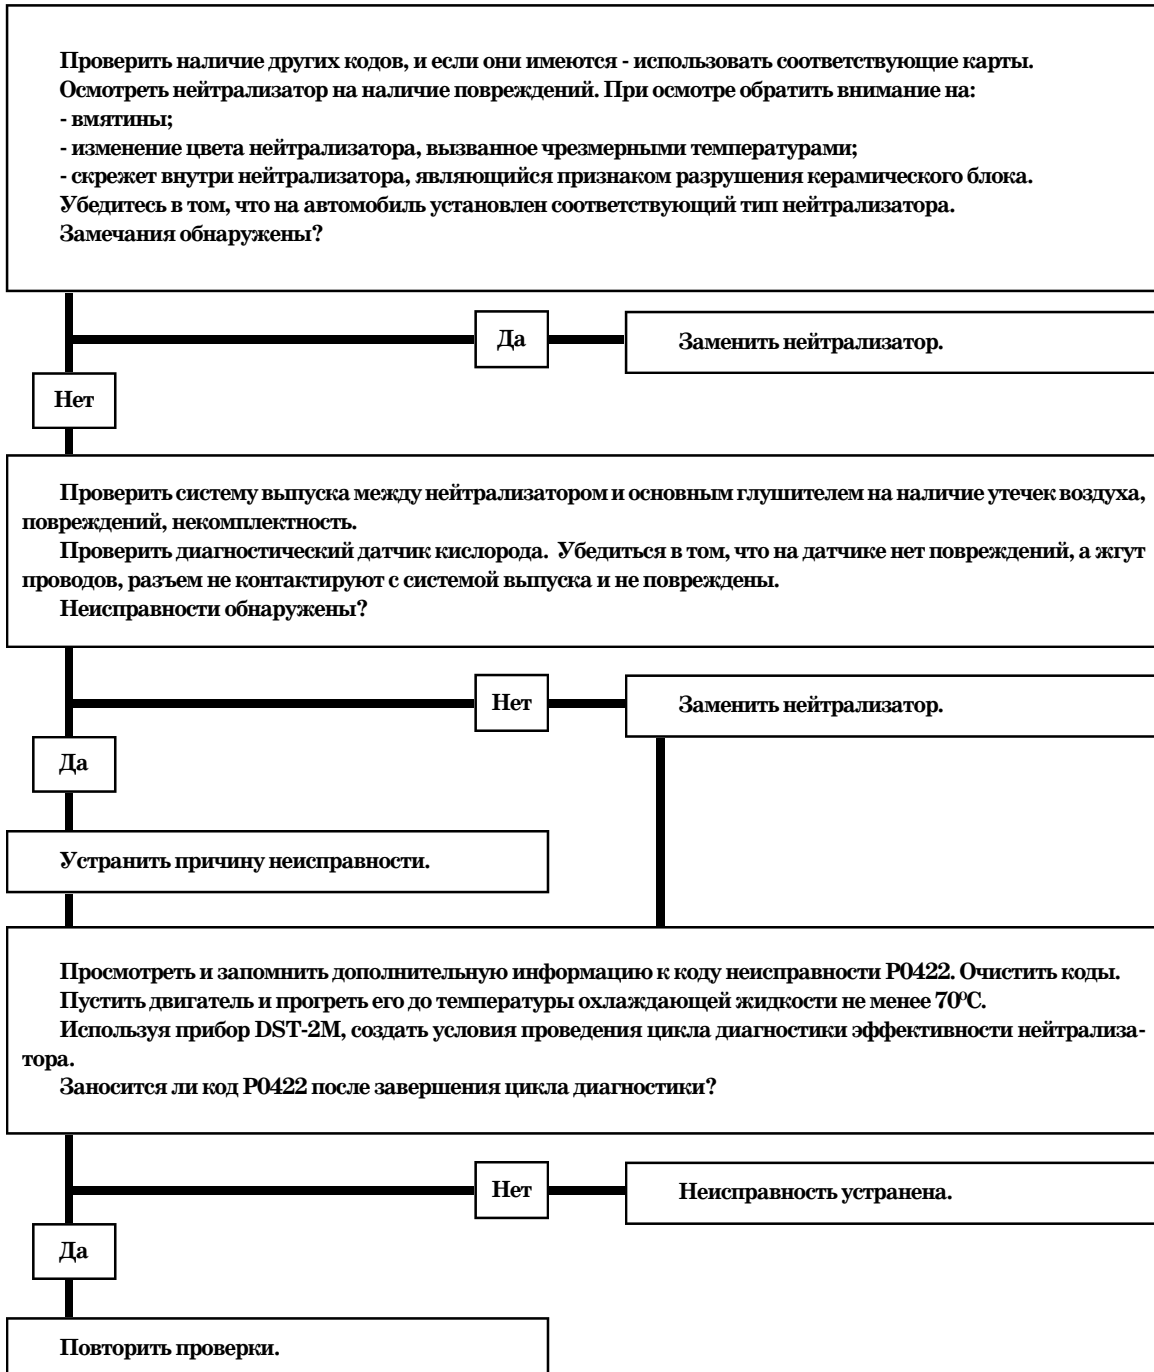 Проверить наличие других кодов, и если они имеются - использовать соответствующие карты.
Осмотреть нейтрализатор на наличие повреждений. При осмотре обратить внимание на:
- вмятины;
- изменение цвета нейтрализатора, вызванное чрезмерными температурами;
- скрежет внутри нейтрализатора, являющийся признаком разрушения керамического блока.
Убедитесь в том, что на автомобиль установлен соответствующий тип нейтрализатора.
Замечания обнаружены?
Да
Заменить нейтрализатор.
Нет
Проверить систему выпуска между нейтрализатором и основным глушителем на наличие утечек воздуха,
повреждений, некомплектность.
Проверить диагностический датчик кислорода. Убедиться в том, что на датчике нет повреждений, а жгут
проводов, разъем не контактируют с системой выпуска и не повреждены.
Неисправности обнаружены?
Нет
Заменить нейтрализатор.
Да
Устранить причину неисправности.
Просмотреть и запомнить дополнительную информацию к коду неисправности Р0422. Очистить коды.
Пустить двигатель и прогреть его до температуры охлаждающей жидкости не менее 70ºС.
Используя прибор DST-2M, создать условия проведения цикла диагностики эффективности нейтрализа-
тора.
Заносится ли код Р0422 после завершения цикла диагностики?
Нет
Неисправность устранена.
Да
Повторить проверки.